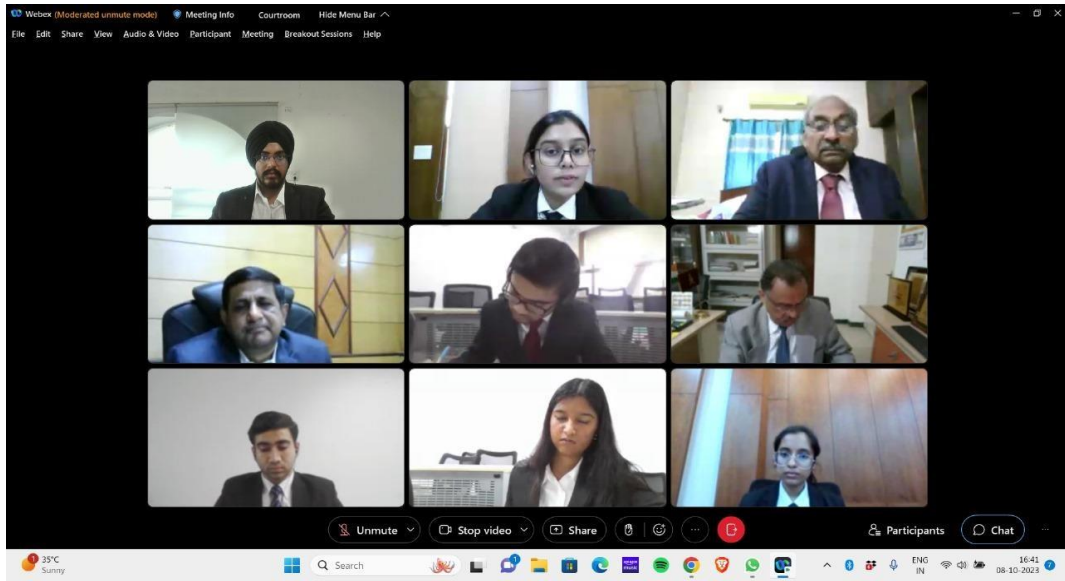 Webex (Moderated unmute mode) Meeting Info Courtroom Hide Menu Bar
File Edit Share View Audio & Video Participant Meeting Breakout Sessions Help
Unmute Stop video Share Participants Chat
1 35°C
Sunny
Search
ENG
IN
16:41
08-10-2023